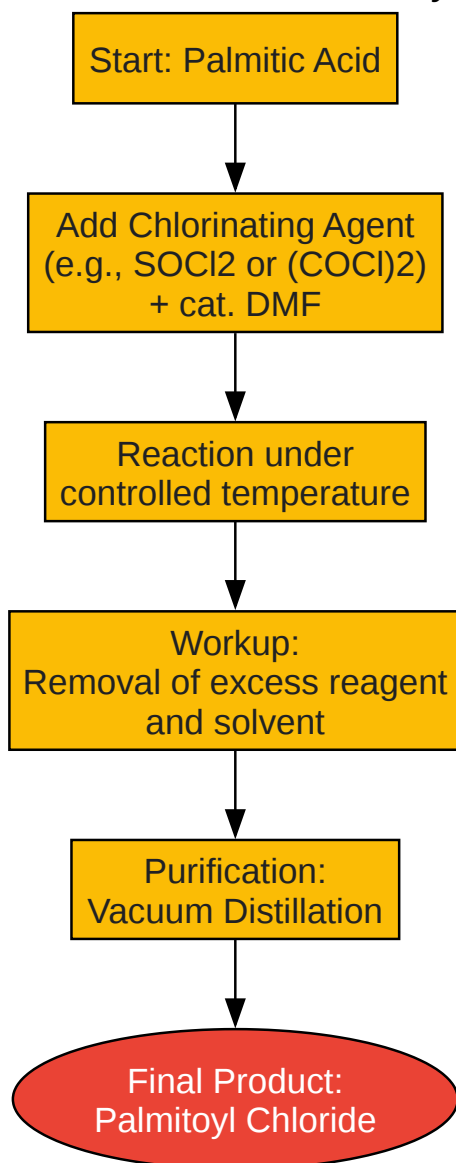 Start: Palmitic Acid
Add Chlorinating Agent
(e.g., SOCl2 or (COCl)2)
+ cat. DMF
Reaction under
controlled temperature
Workup:
Removal of excess reagent
and solvent
Purification:
Vacuum Distillation
Final Product:
Palmitoyl Chloride